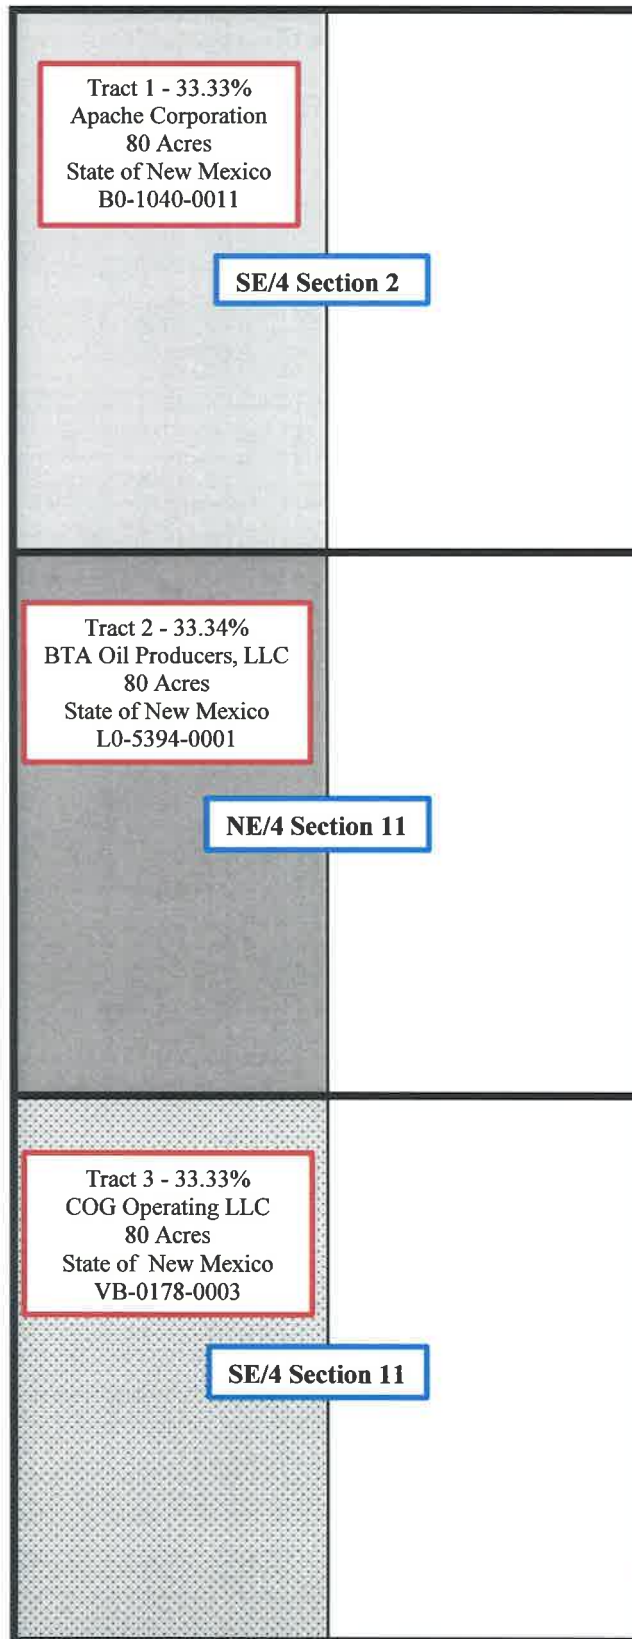 Tract 1 - 33.33%
Apache Corporation
80 Acres
State of New Mexico
B0-1040-0011
SE/4 Section 2
Tract 2 - 33.34%
BTA Oil Producers, LLC
80 Acres
State of New Mexico
L0-5394-0001
NE/4 Section 11
Tract 3 - 33.33%
COG Operating LLC
80 Acres
State of New Mexico
VB-0178-0003
SE/4 Section 11